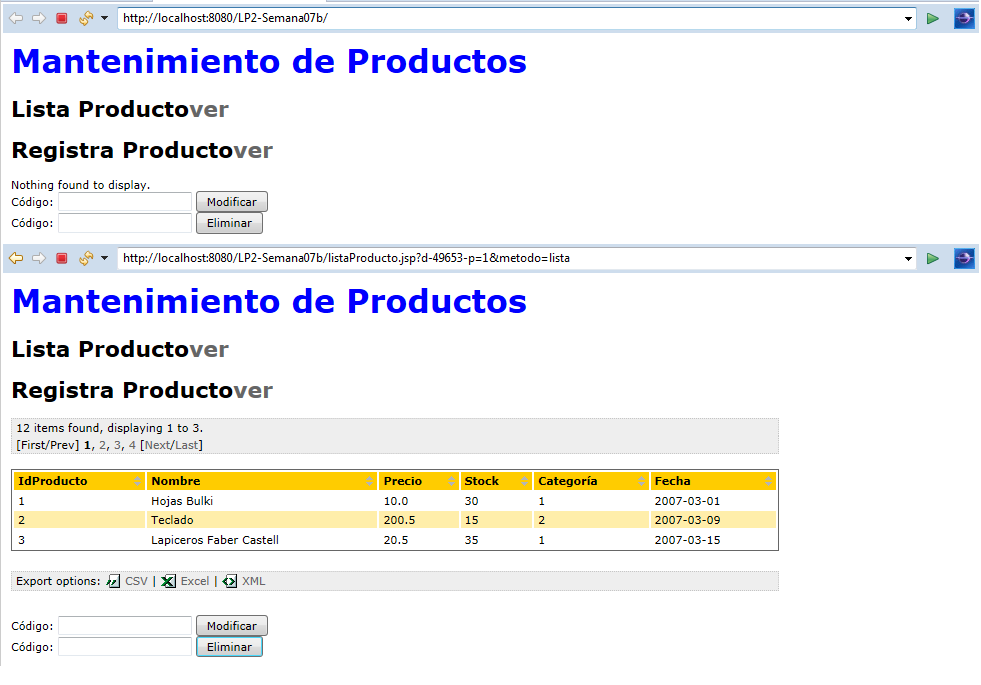 http://localhost:8080/LP2-Semana07b/
Mantenimiento de Productos
Lista Productover
Registra Productover
Nothing found to display.
Código: Modificar
Código: Eliminar
http://localhost:8080/LP2-Semana07b/listaProducto.jsp?d-49653-p=1&metodo=lista
Mantenimiento de Productos
Lista Productover
Registra Productover
12 items found, displaying 1 to 3.
[First/Prev] 1, 2, 3, 4 [Next/Last]
IdProducto Nombre Precio Stock Categoría Fecha
1 Hojas Bulki 10.0 30 1 2007-03-01
2 Teclado 200.5 15 2 2007-03-09
3 Lapiceros Faber Castell 20.5 35 1 2007-03-15
Export options: CSV | Excel | XML
Código: Modificar
Código: Eliminar